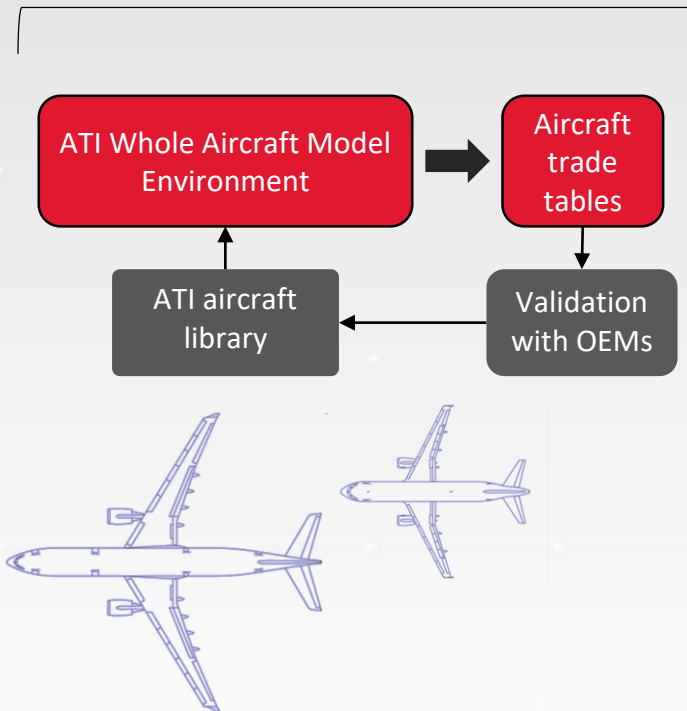 ATI Whole Aircraft Model
Environment
Aircraft
trade
tables
ATI aircraft
library
Validation
with OEMs